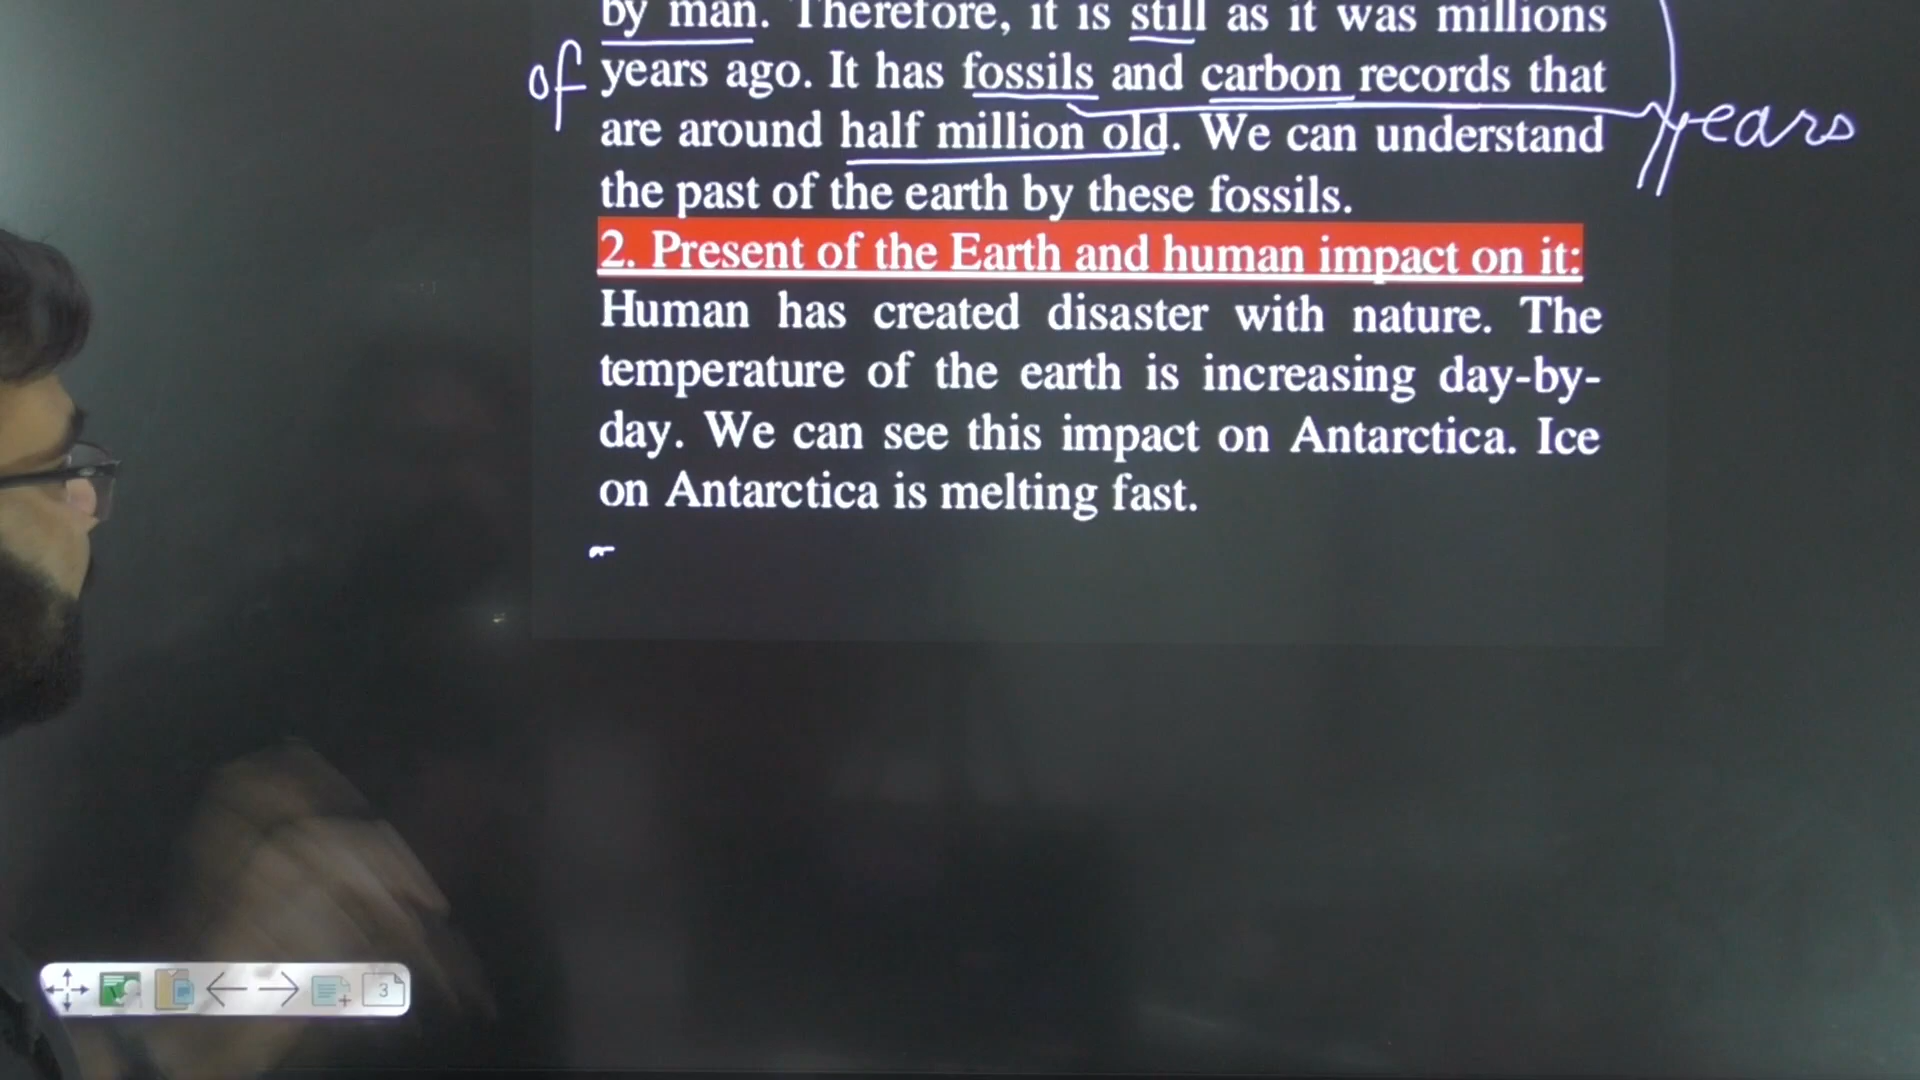 by man. Therefore, it is still as it was millions
of years ago. It has fossils and carbon records that
are around half million old. We can understand
years
the past of the earth by these fossils.
2. Present of the Earth and human impact on it:
Human has created disaster with nature. The
temperature of the earth is increasing day-by-
day. We can see this impact on Antarctica. Ice
on Antarctica is melting fast.
3